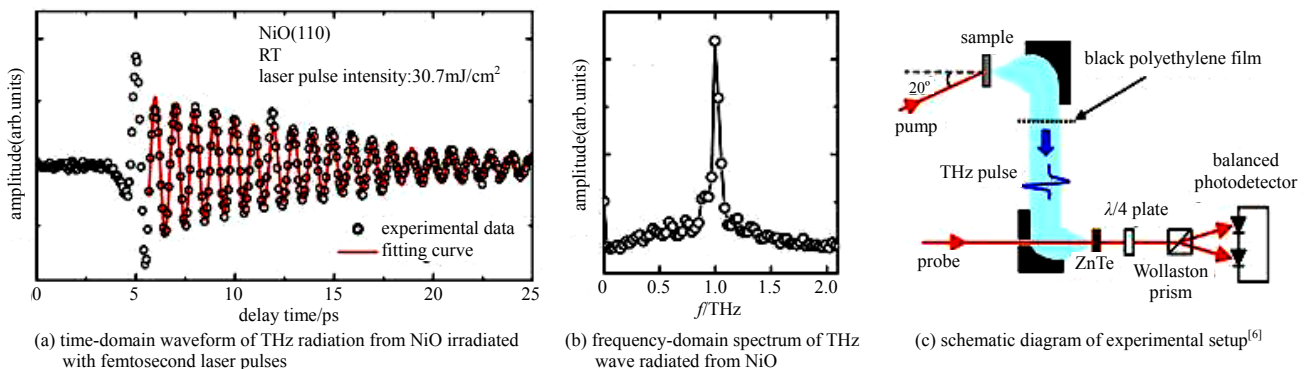 NiO(110)
RT
laser pulse intensity:30.7mJ/cm²
amplitude(arb.units)
experimental data
fitting curve
0 5 10 15 20 25
delay time/ps
(a) time-domain waveform of THz radiation from NiO irradiated
with femtosecond laser pulses
amplitude(arb.units)
0 0.5 1.0 1.5 2.0
f/THz
(b) frequency-domain spectrum of THz
wave radiated from NiO
sample
black polyethylene film
20°
pump
THz pulse
balanced
photodetector
λ/4 plate
probe
ZnTe
Wollaston
prism
(c) schematic diagram of experimental setup[6]